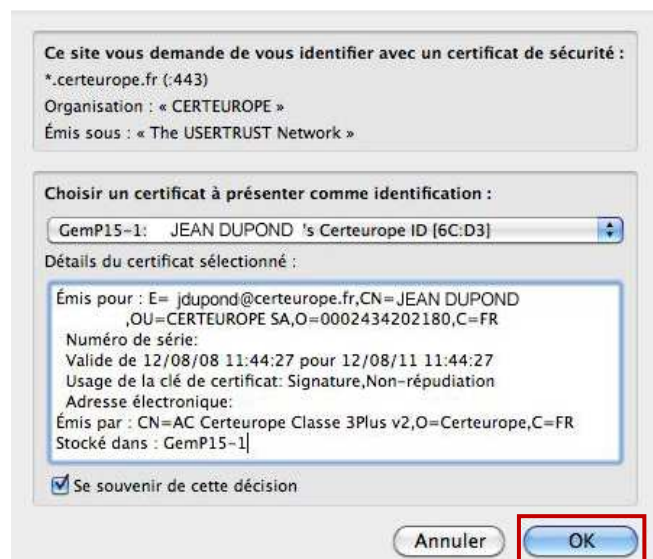 Ce site vous demande de vous identifier avec un certificat de sécurité :
*.certeurope.fr (:443)
Organisation : « CERTEUROPE »
Émis sous : « The USERTRUST Network »
Choisir un certificat à présenter comme identification :
GemP15-1: JEAN DUPOND 's Certeurope ID [6C:D3]
Détails du certificat sélectionné :
Émis pour : E= jdupond@certeurope.fr,CN=JEAN DUPOND
,OU=CERTEUROPE SA,O=0002434202180,C=FR
Numéro de série:
Valide de 12/08/08 11:44:27 pour 12/08/11 11:44:27
Usage de la clé de certificat: Signature,Non-répudiation
Adresse électronique:
Émis par : CN=AC Certeurope Classe 3Plus v2,O=Certeurope,C=FR
Stocké dans : GemP15-1
Se souvenir de cette décision
Annuler
OK